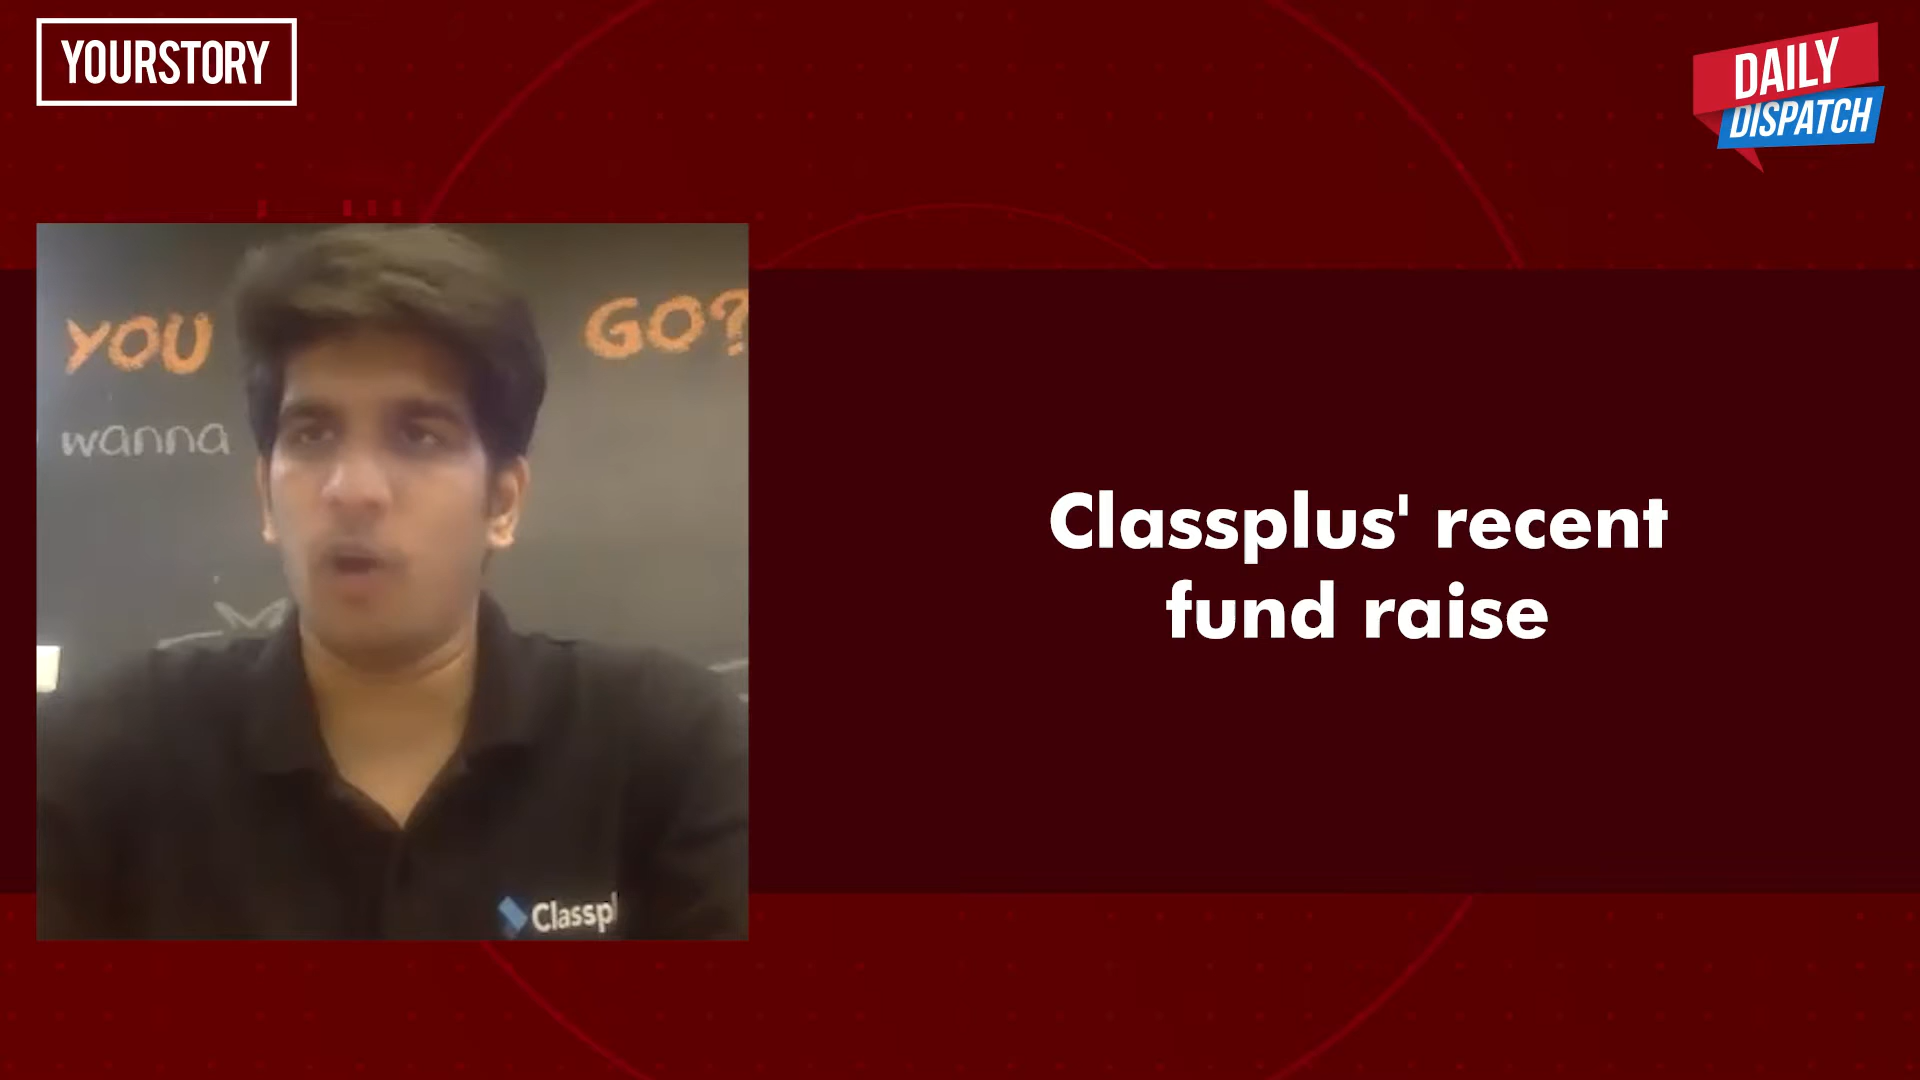 YOURSTORY
DAILY
DISPATCH
YOU GO?
wanna
Classpl
Classplus' recent
fund raise